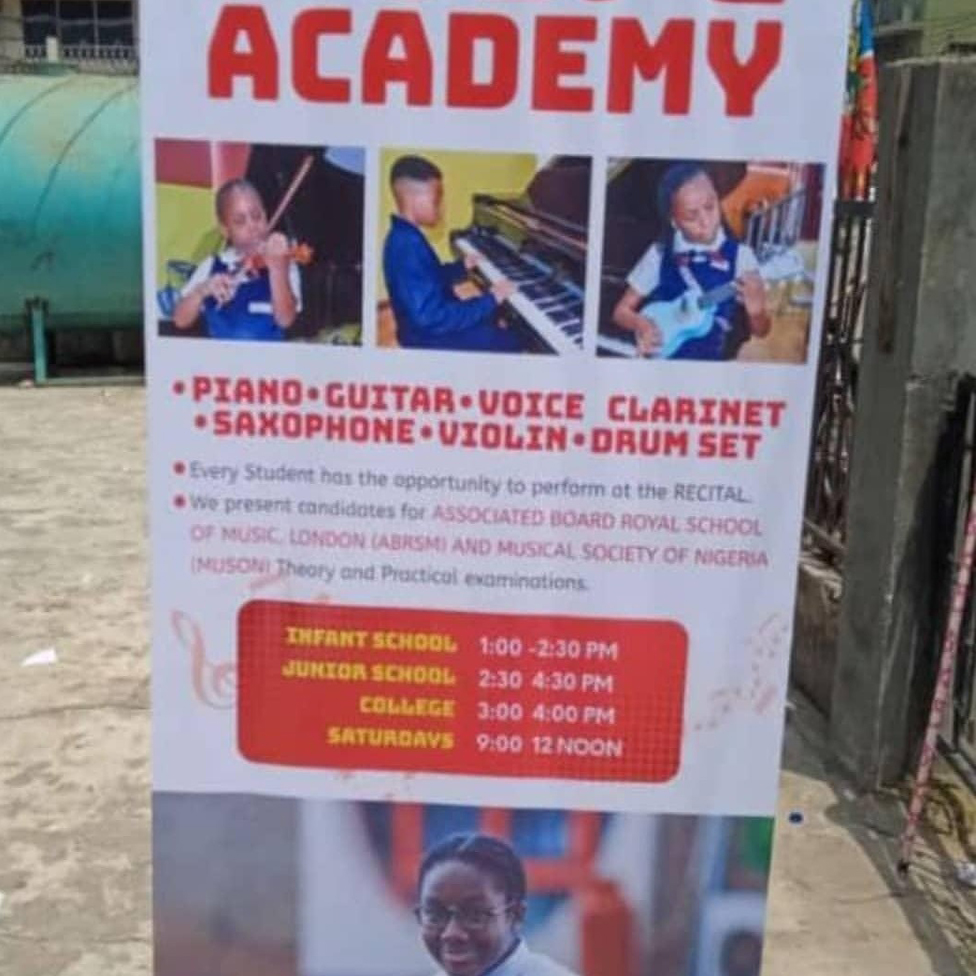 ACADEMY
•PIANO•GUITAR•VOICE CLARINET
•SAXOPHONE•VIOLIN•DRUM SET
• Every Student has the opportunity to perform at the RECITAL.
• We present candidates for ASSOCIATED BOARD ROYAL SCHOOL
OF MUSIC, LONDON (ABRSM) AND MUSICAL SOCIETY OF NIGERIA
(MUSON) Theory and Practical examinations.
INFANT SCHOOL 1:00 -2:30 PM
JUNIOR SCHOOL 2:30 4:30 PM
COLLEGE 3:00 4:00 PM
SATURDAYS 9:00 12 NOON